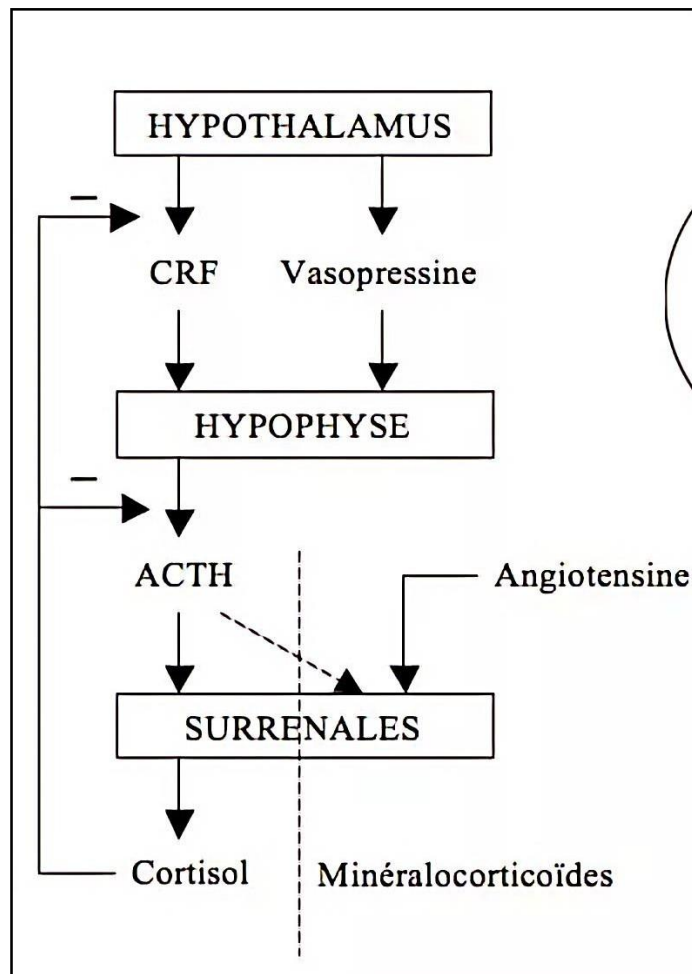 HYPOTHALAMUS
–
CRF Vasopressine
HYPOPHYSE
–
ACTH Angiotensine
SURRENALES
Cortisol Minéralocorticoïdes